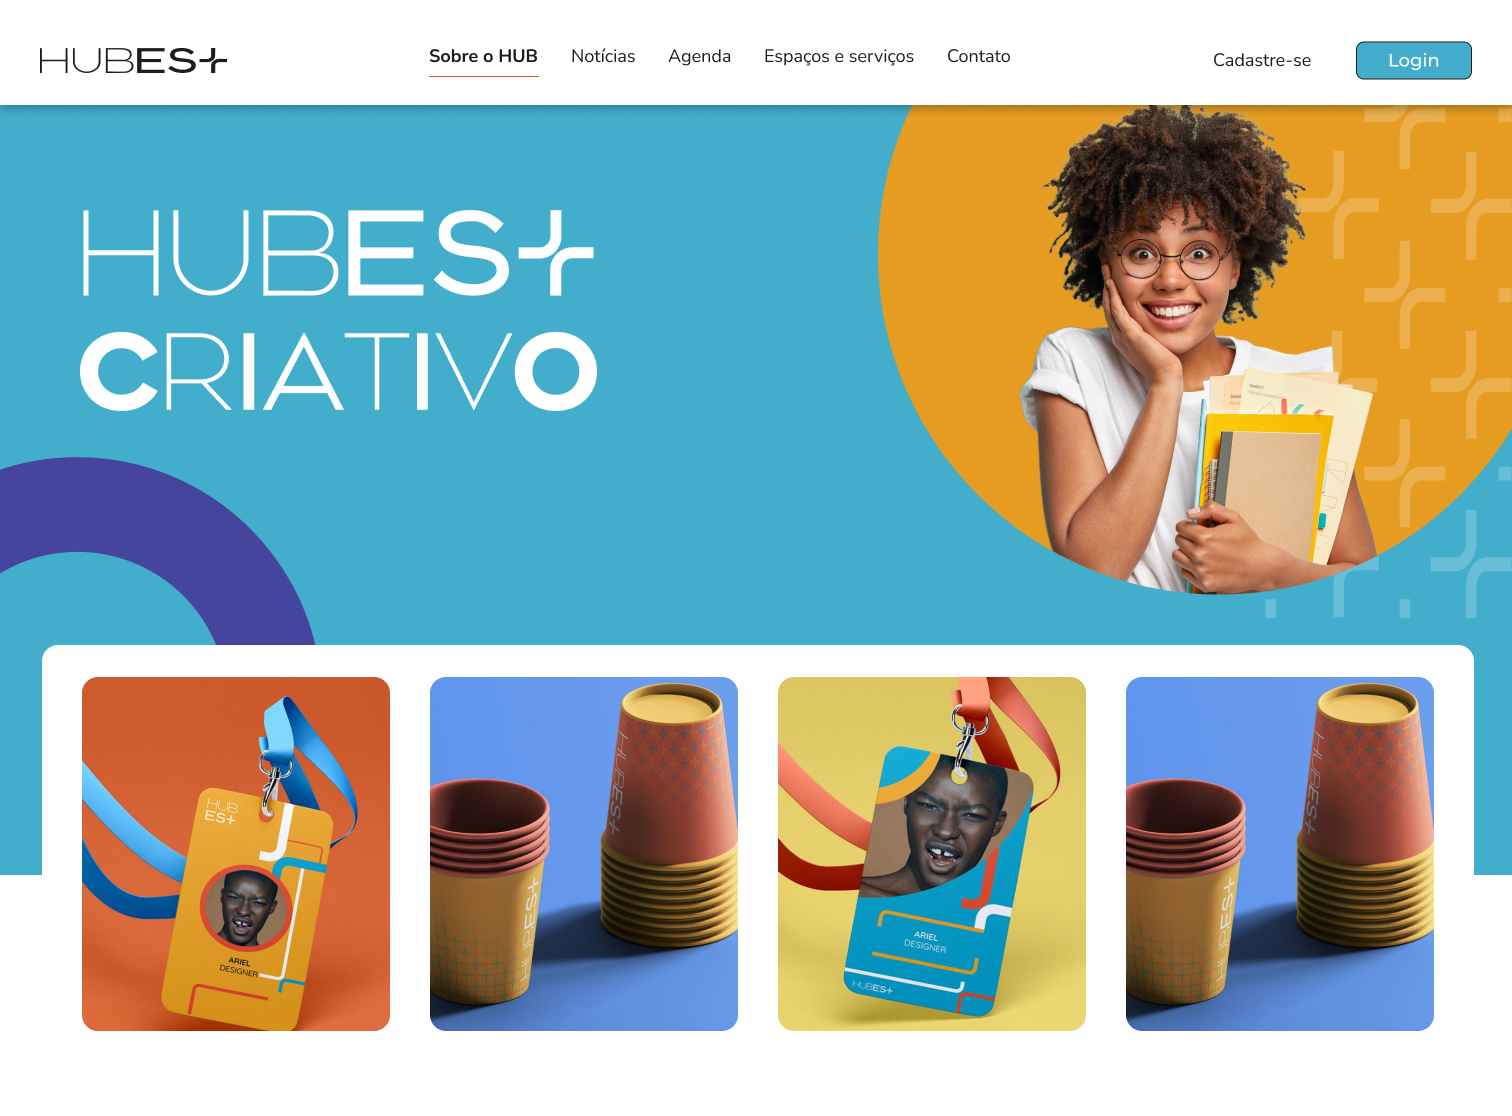 HUBES+
Sobre o HUB
Notícias
Agenda
Espaços e serviços
Contato
Cadastre-se
Login
HUBES+
CRIATIVO
HUB
ES+
ARIEL
DESIGNER
HUBES+
HUBES+
ARIEL
DESIGNER
HUBES+
HUBES+
HUBES+